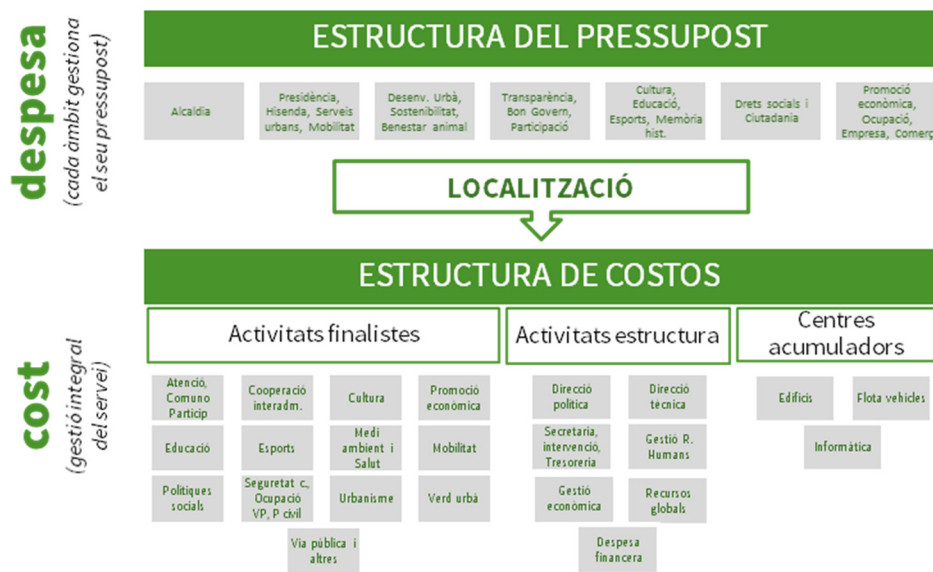 despesa
(cada àmbit gestiona
el seu pressupost)
ESTRUCTURA DEL PRESSUPOST
Alcaldia
Presidència,
Hisenda, Serveis
urbans, Mobilitat
Desenv. Urbà,
Sostenibilitat,
Benestar animal
Transparència,
Bon Govern,
Participació
Cultura,
Educació,
Esports, Memòria
hist.
Drets socials i
Ciutadania
Promoció
econòmica,
Ocupació,
Empresa, Comerç
LOCALITZACIÓ
cost
(gestió integral
del servei)
ESTRUCTURA DE COSTOS
Activitats finalistes
Atenció,
Comuno
Particip
Cooperació
interadm.
Cultura
Promoció
econòmica
Educació
Esports
Medi
ambient i
Salut
Mobilitat
Polítiques
socials
Seguretat c.,
Ocupació
VP, P civil
Urbanisme
Verd urbà
Via pública i
altres
Activitats estructura
Direcció
política
Direcció
tècnica
Secretaria,
intervenció,
Tresoreria
Gestió R.
Humans
Gestió
econòmica
Recursos
globals
Despesa
financera
Centres
acumuladors
Edificis
Flota vehicles
Informàtica